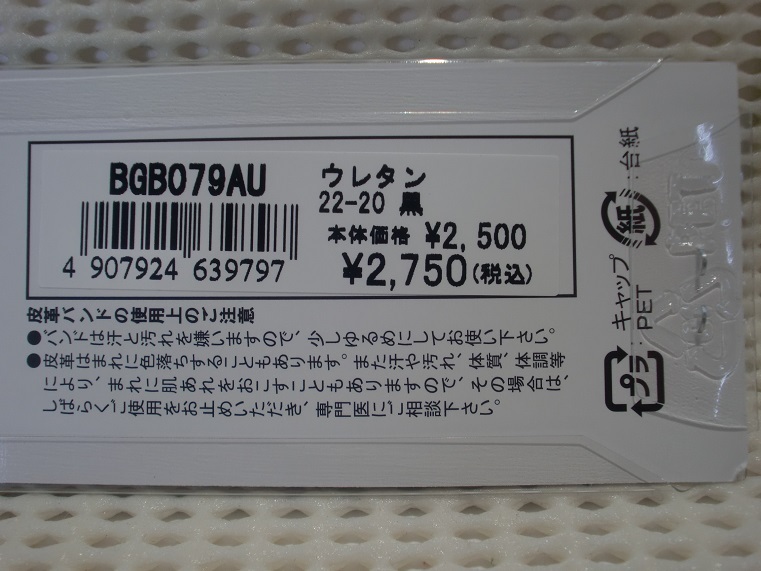 BGB079AU
ウレタン
22-20 黒
本体価格 ¥2,500
¥2,750(税込)
4 907924 639797
皮革バンドの使用上のご注意
●バンドは汗と汚れを嫌いますので、少しゆるめにしてお使い下さい。
●皮革はまれに色落ちすることもあります。また汗や汚れ、体質、体調等
により、まれに肌あれをおこすこともありますので、その場合は、
しばらくご使用をお止めいただき、専門医にご相談下さい。
紙
:台紙
プラ
キャップ
PET